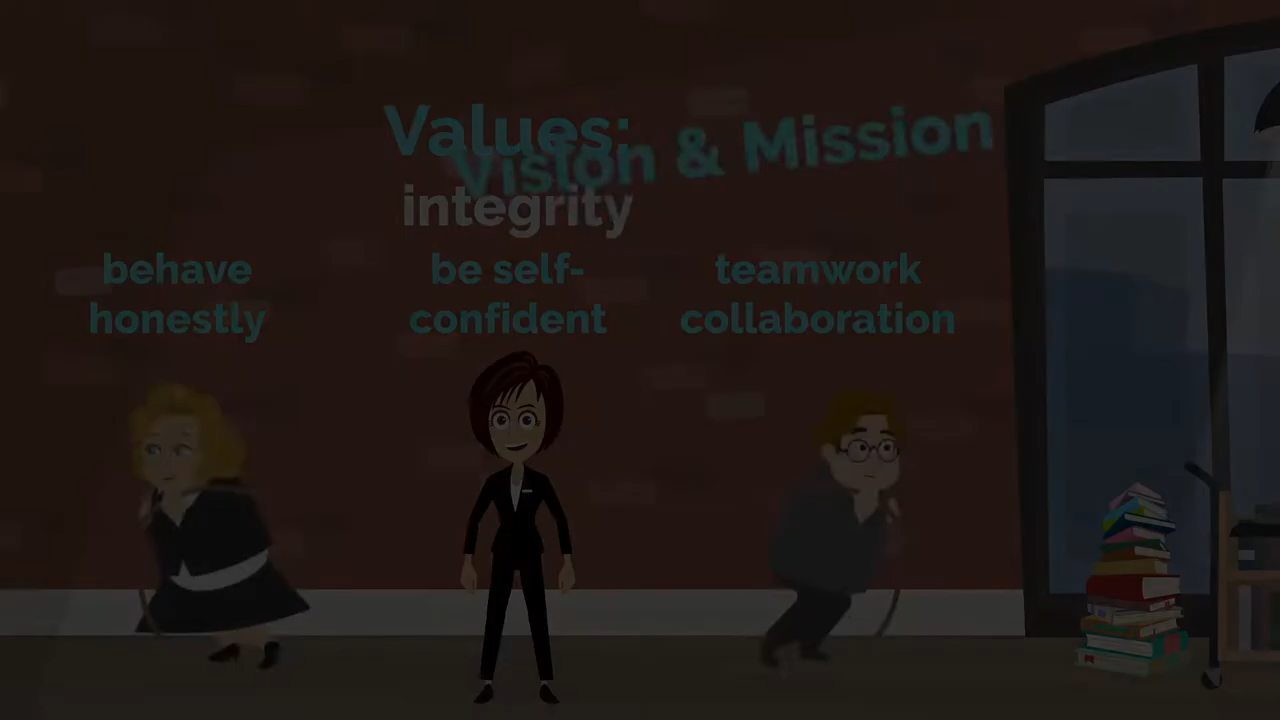 Values:
Vision & Mission
integrity
behave
honestly
be self-
confident
teamwork
collaboration